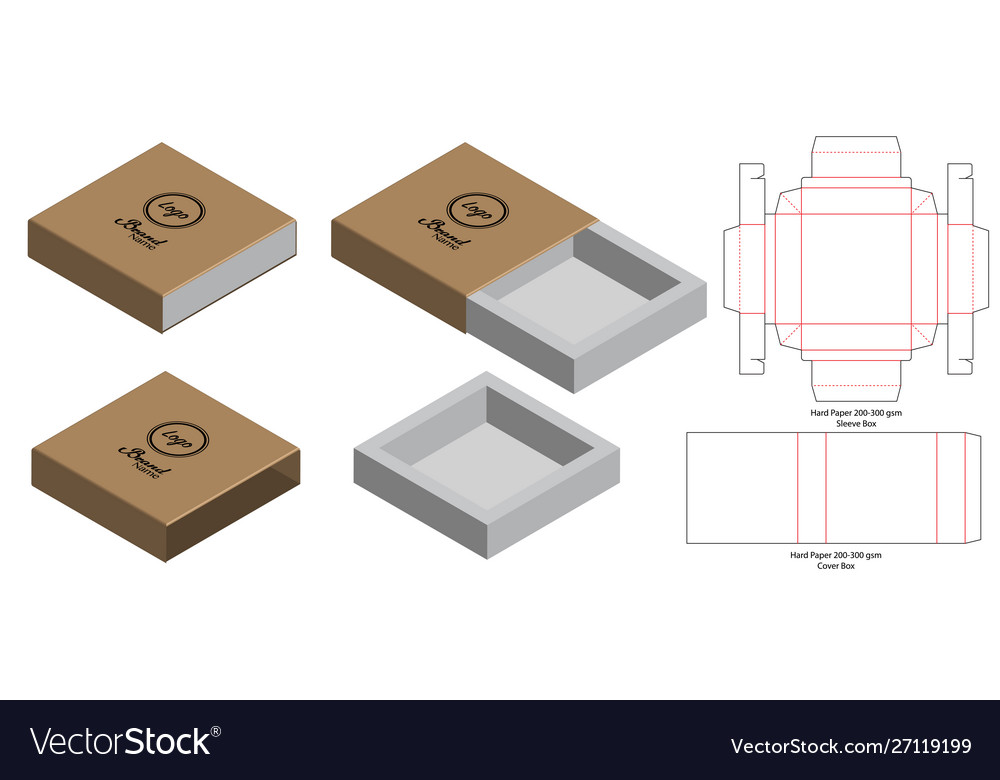 Logo
Brand
Name
Logo
Brand
Name
Hard Paper 200-300 gsm
Sleeve Box
Logo
Brand
Name
Hard Paper 200-300 gsm
Cover Box
VectorStock®
VectorStock.com/27119199